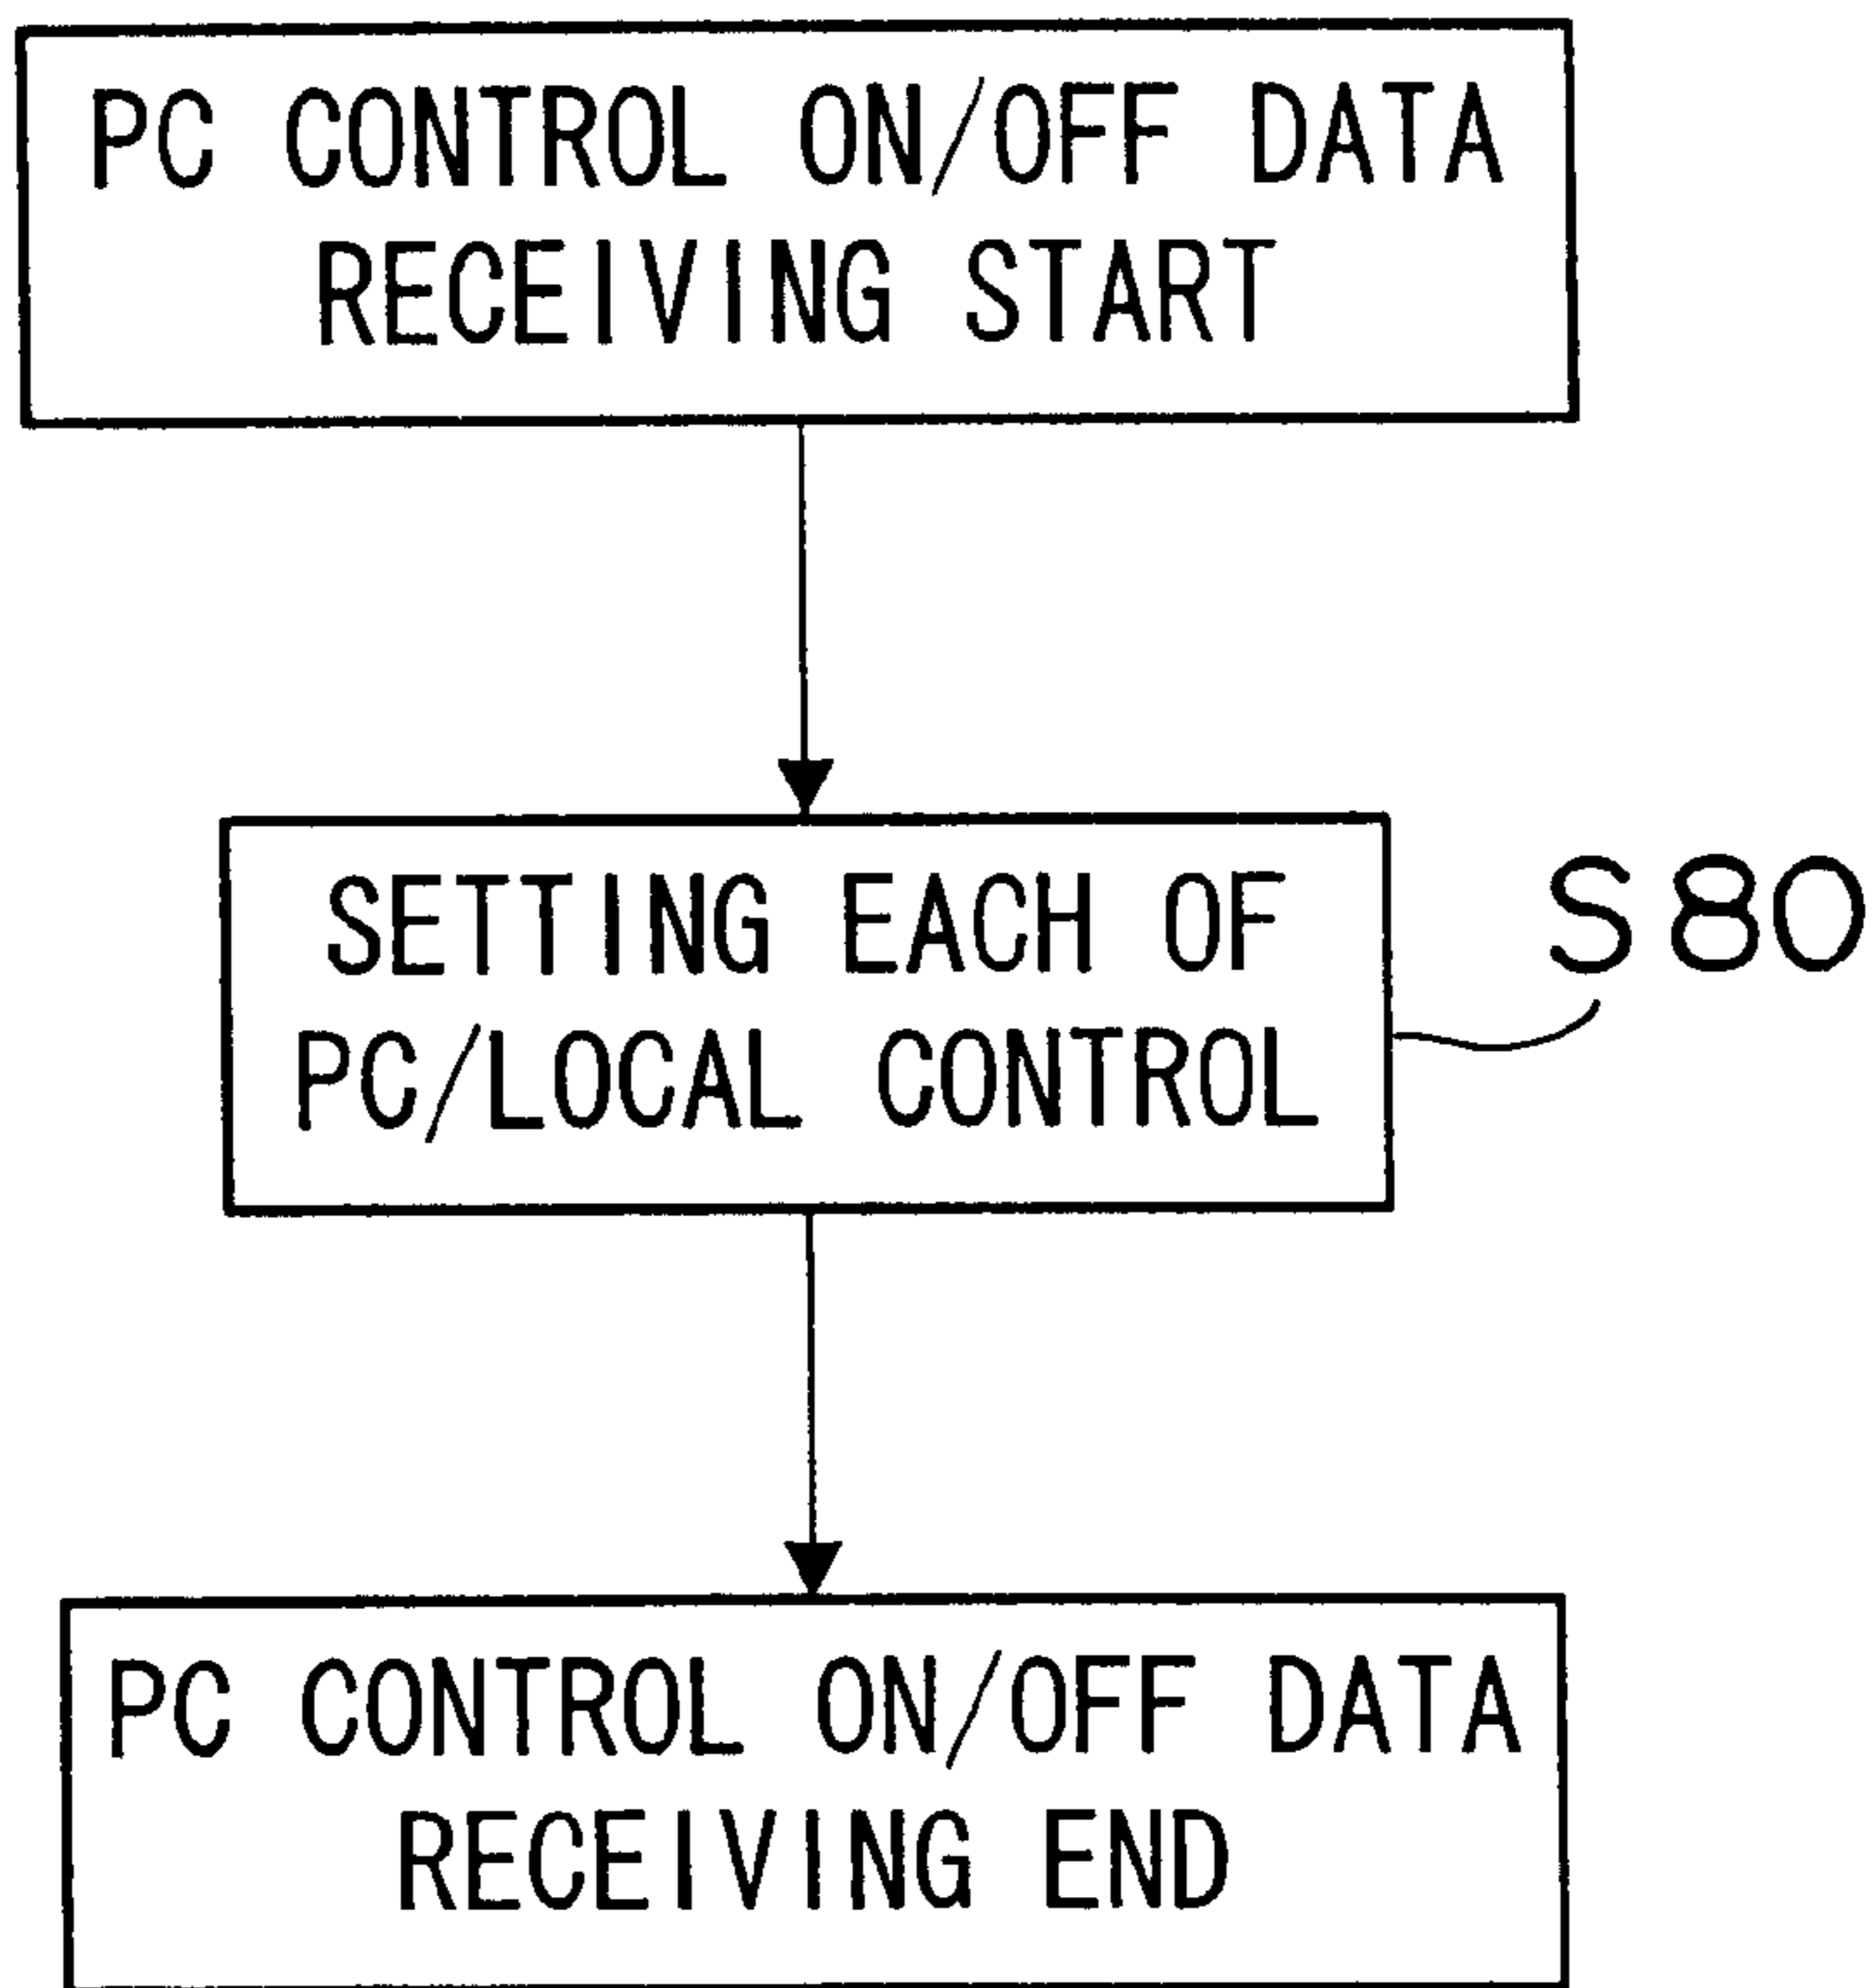 PC CONTROL ON/OFF DATA
RECEIVING START
SETTING EACH OF
PC/LOCAL CONTROL
S80
PC CONTROL ON/OFF DATA
RECEIVING END